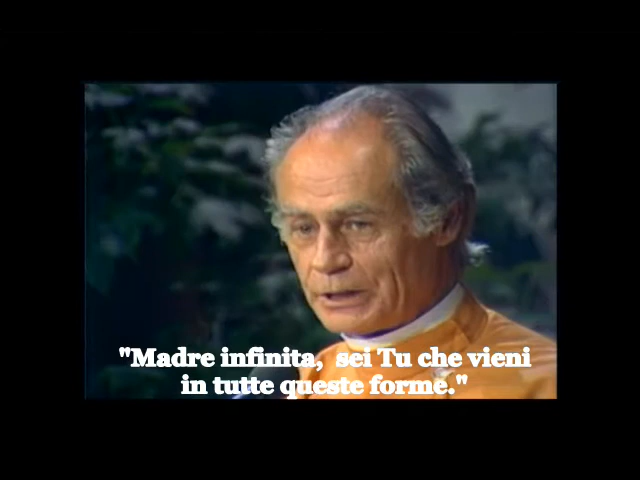 "Madre infinita,  sei Tu che vieni
in tutte queste forme."